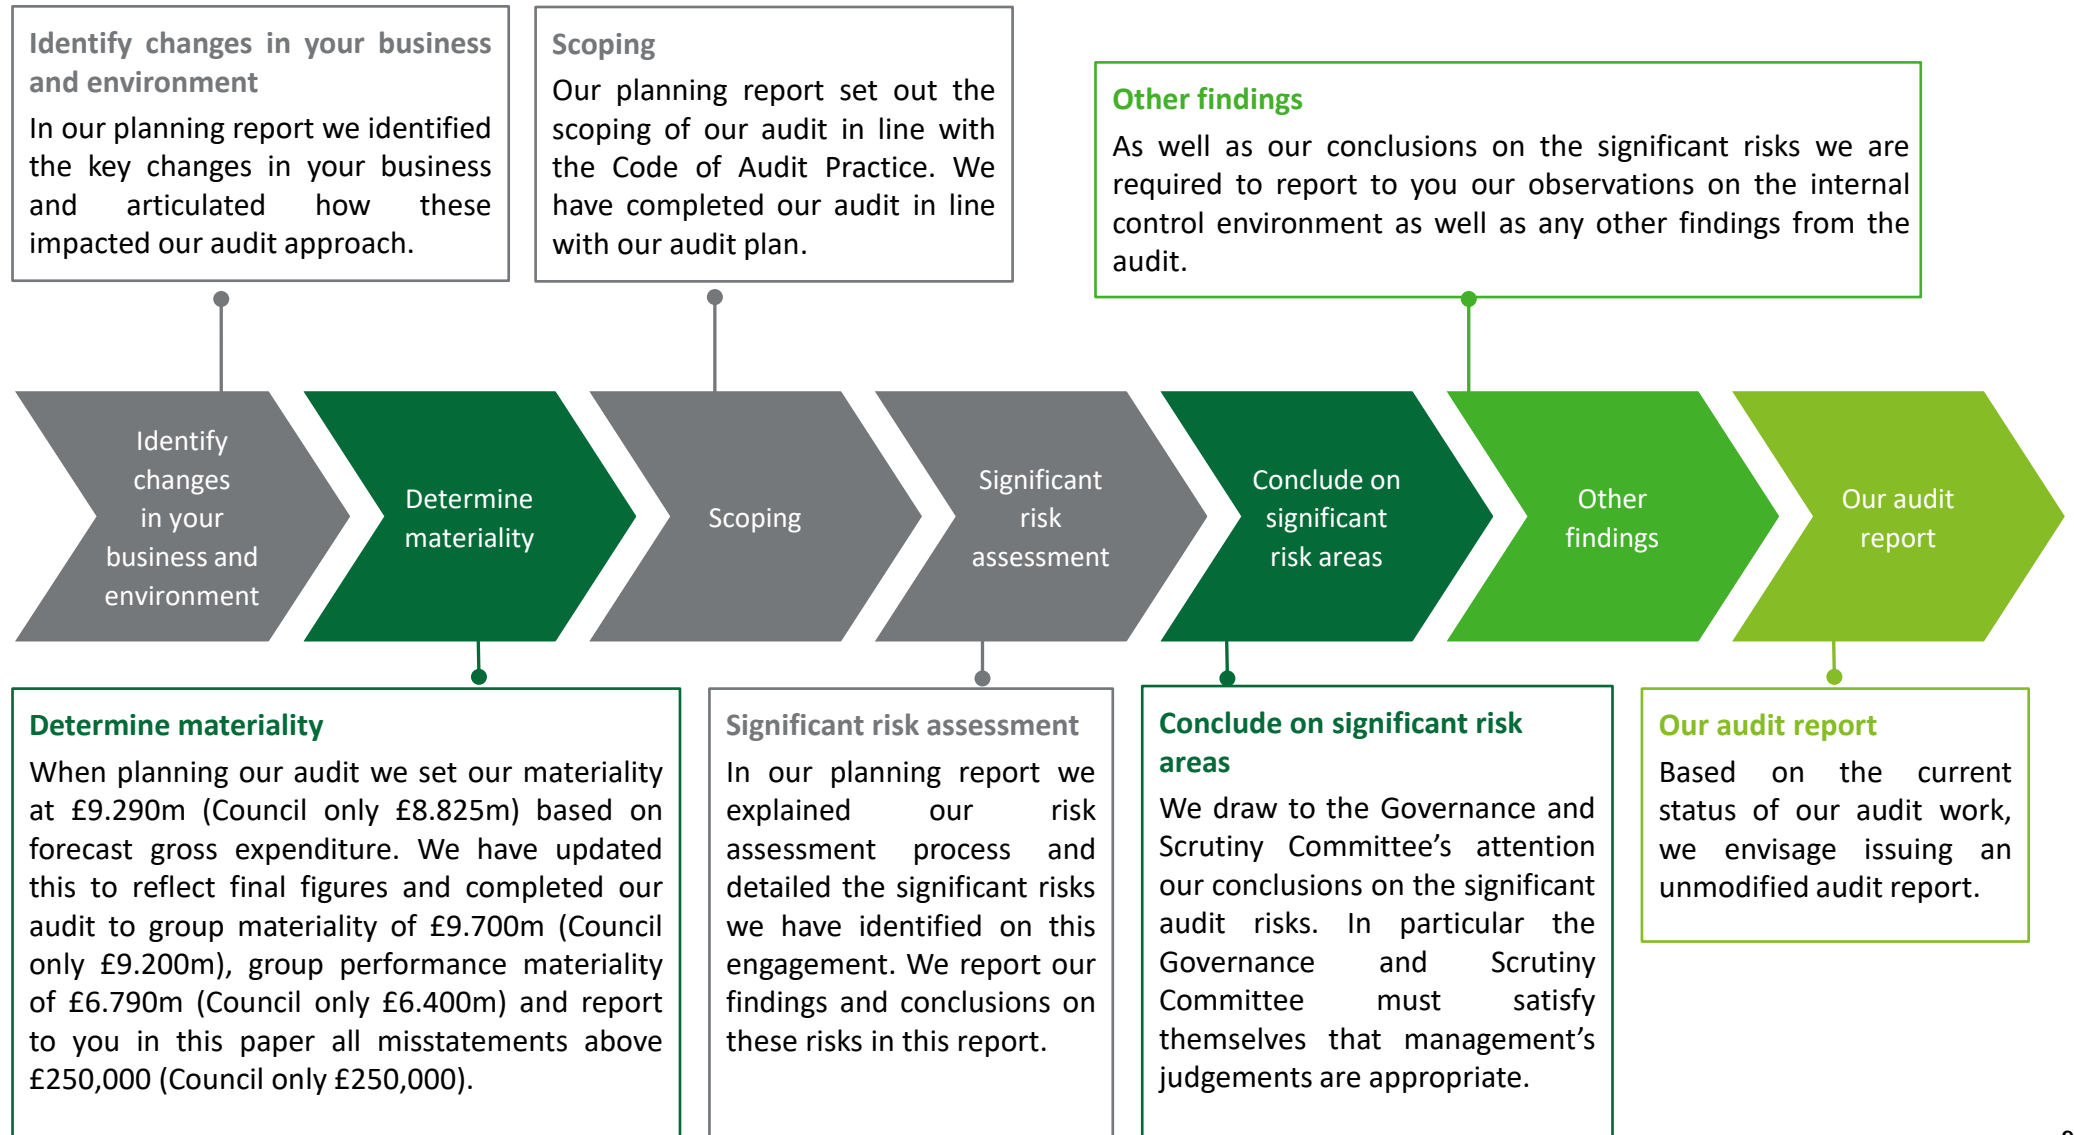 Identify changes in your business
and environment
In our planning report we identified
the key changes in your business
and articulated how these
impacted our audit approach.
Scoping
Our planning report set out the
scoping of our audit in line with
the Code of Audit Practice. We
have completed our audit in line
with our audit plan.
Other findings
As well as our conclusions on the significant risks we are
required to report to you our observations on the internal
control environment as well as any other findings from the
audit.
Identify
changes
in your
business and
environment
Determine
materiality
Scoping
Significant
risk
assessment
Conclude on
significant
risk areas
Other
findings
Our audit
report
Determine materiality
When planning our audit we set our materiality
at £9.290m (Council only £8.825m) based on
forecast gross expenditure. We have updated
this to reflect final figures and completed our
audit to group materiality of £9.700m (Council
only £9.200m), group performance materiality
of £6.790m (Council only £6.400m) and report
to you in this paper all misstatements above
£250,000 (Council only £250,000).
Significant risk assessment
In our planning report we
explained our risk
assessment process and
detailed the significant risks
we have identified on this
engagement. We report our
findings and conclusions on
these risks in this report.
Conclude on significant risk
areas
We draw to the Governance and
Scrutiny Committee’s attention
our conclusions on the significant
audit risks. In particular the
Governance and Scrutiny
Committee must satisfy
themselves that management’s
judgements are appropriate.
Our audit report
Based on the current
status of our audit work,
we envisage issuing an
unmodified audit report.